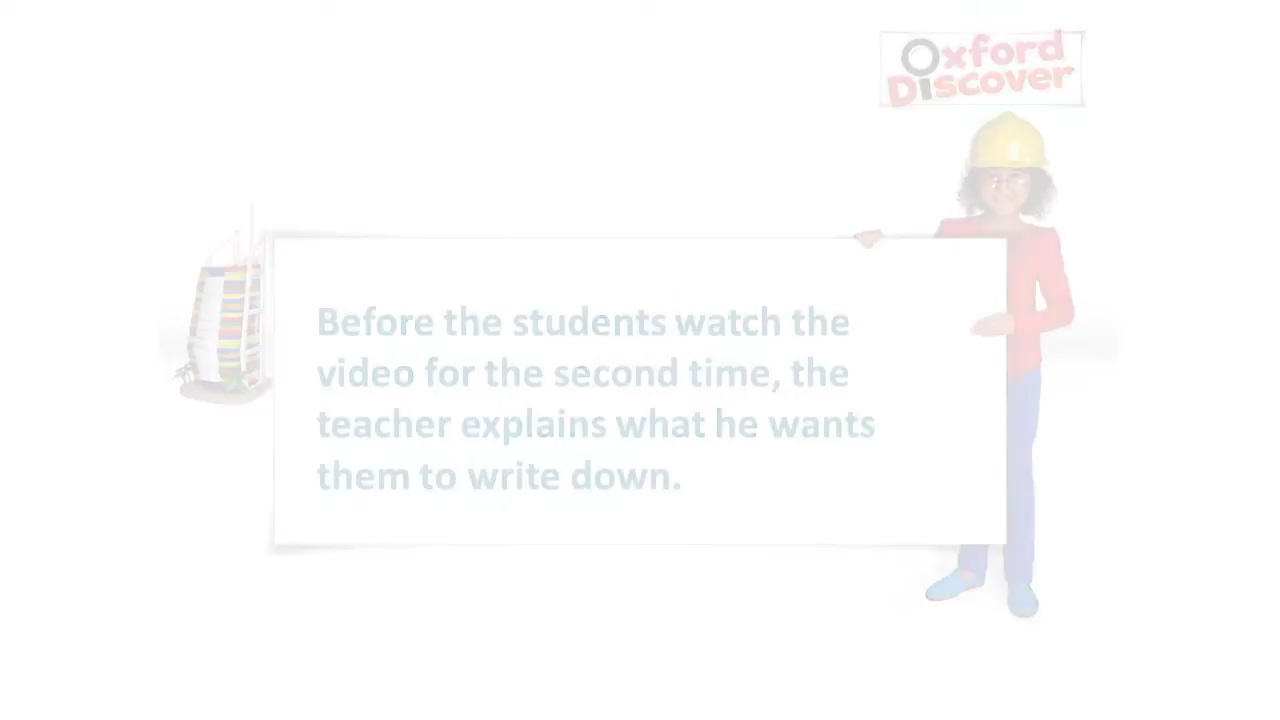 Oxford
Discover
Before the students watch the
video for the second time, the
teacher explains what he wants
them to write down.